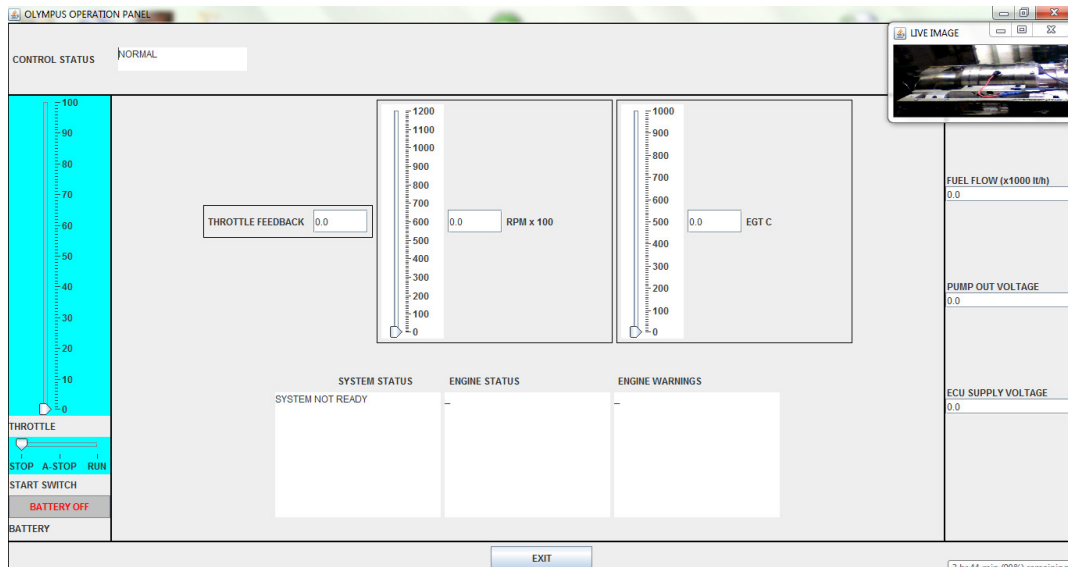 OLYMPUS OPERATION PANEL
LIVE IMAGE
CONTROL STATUS
NORMAL
100
90
80
70
60
50
40
30
20
10
0
THROTTLE
STOP A-STOP RUN
START SWITCH
BATTERY OFF
BATTERY
THROTTLE FEEDBACK 0.0
1200
1100
1000
900
800
700
600
500
400
300
200
100
0
0.0 RPM x 100
1000
900
800
700
600
500
400
300
200
100
0
0.0 EGT C
SYSTEM STATUS
SYSTEM NOT READY
ENGINE STATUS
_
ENGINE WARNINGS
_
FUEL FLOW (x1000 lt/h)
0.0
PUMP OUT VOLTAGE
0.0
ECU SUPPLY VOLTAGE
0.0
EXIT